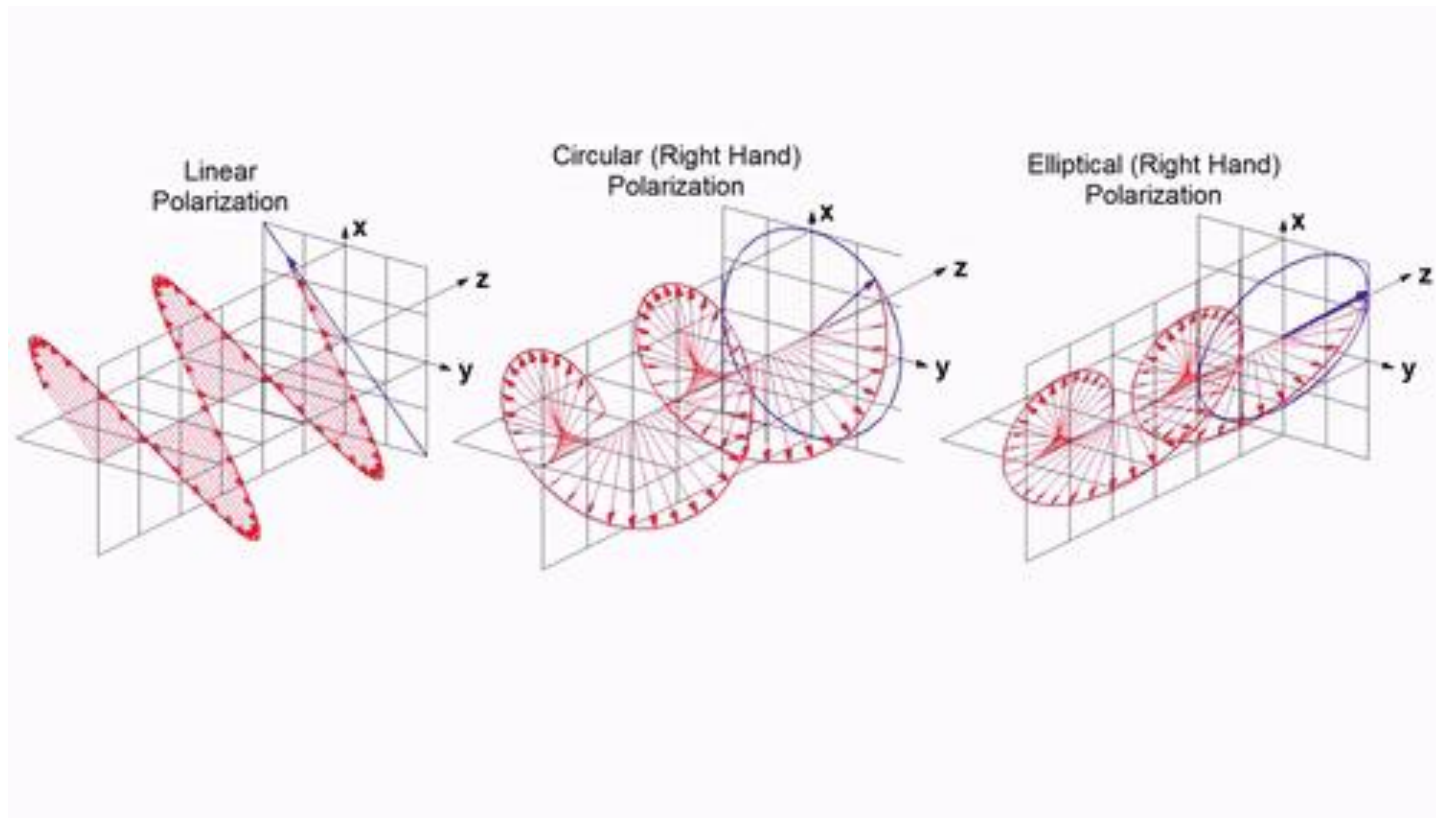 Linear
Polarization
x
z
y
Circular (Right Hand)
Polarization
x
z
y
Elliptical (Right Hand)
Polarization
x
z
y